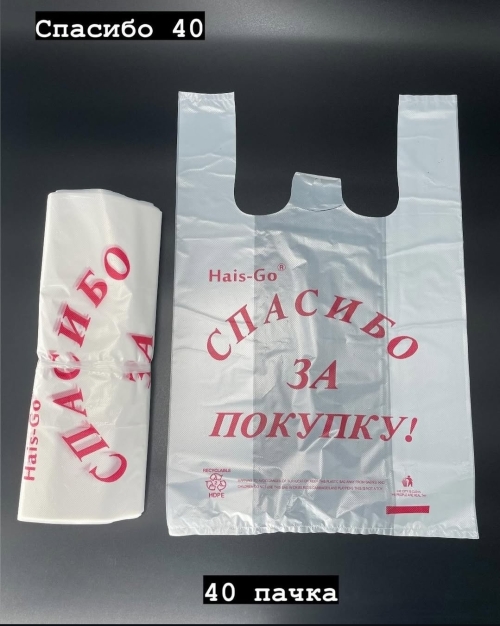 Спасибо 40
Hais-Go®
СПАСИБО
ЗА
ПОКУПКУ!
RECYCLABLE
HDPE
Hais-Go
СПАСИБО
ЗА
40 пачка